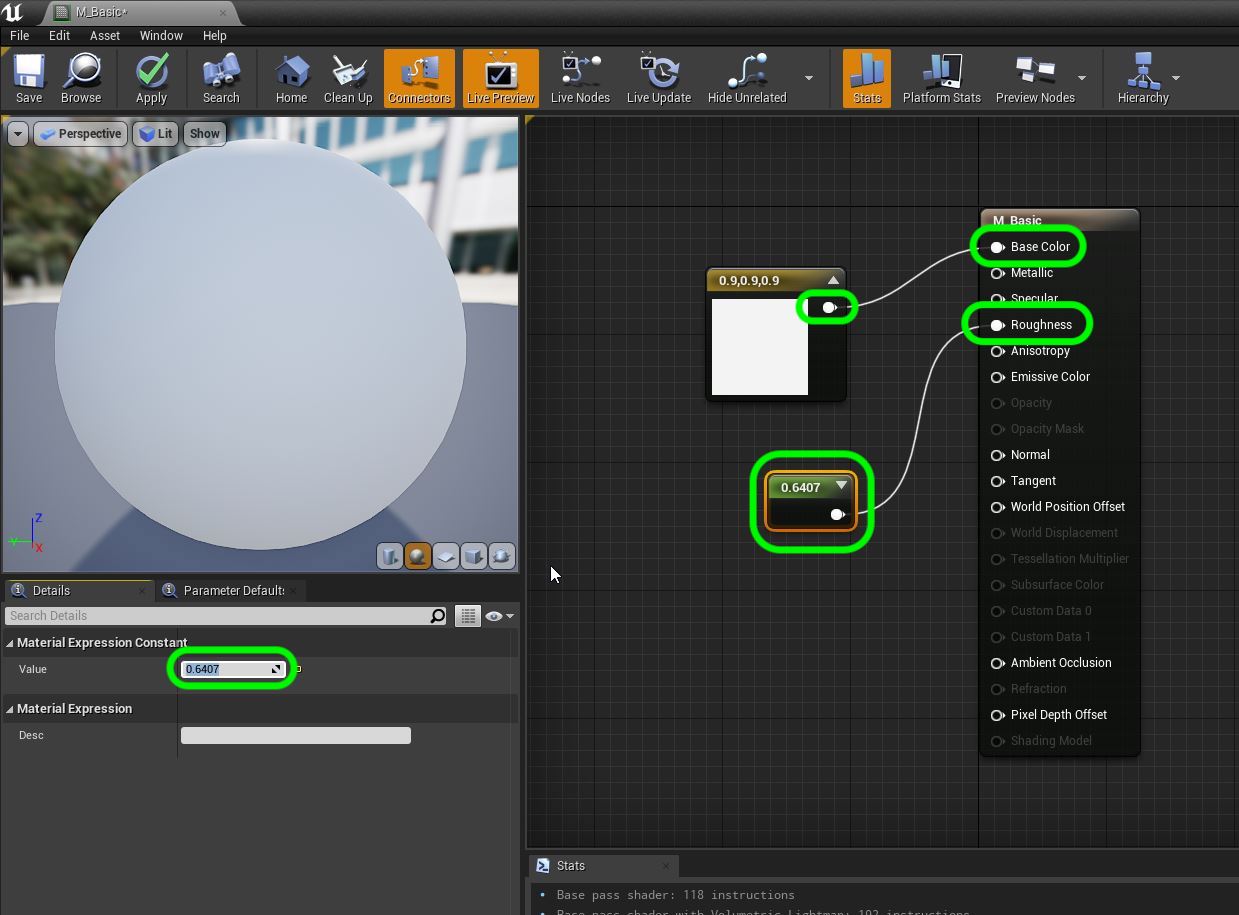 M_Basic*
File Edit Asset Window Help
Save Browse Apply Search Home Clean Up Connectors Live Preview Live Nodes Live Update Hide Unrelated Stats Platform Stats Preview Nodes Hierarchy
Perspective Lit Show
Z
Y
X
M_Basic
Base Color
Metallic
Specular
Roughness
Anisotropy
Emissive Color
Opacity
Opacity Mask
Normal
Tangent
World Position Offset
World Displacement
Tessellation Multiplier
Subsurface Color
Custom Data 0
Custom Data 1
Ambient Occlusion
Refraction
Pixel Depth Offset
Shading Model
0.9,0.9,0.9
0.6407
Details Parameter Defaults
Search Details
Material Expression Constant
Value 0.6407
Material Expression
Desc
Stats
Base pass shader: 118 instructions
Base pass shader with Volumetric Lightmap: 192 instructions